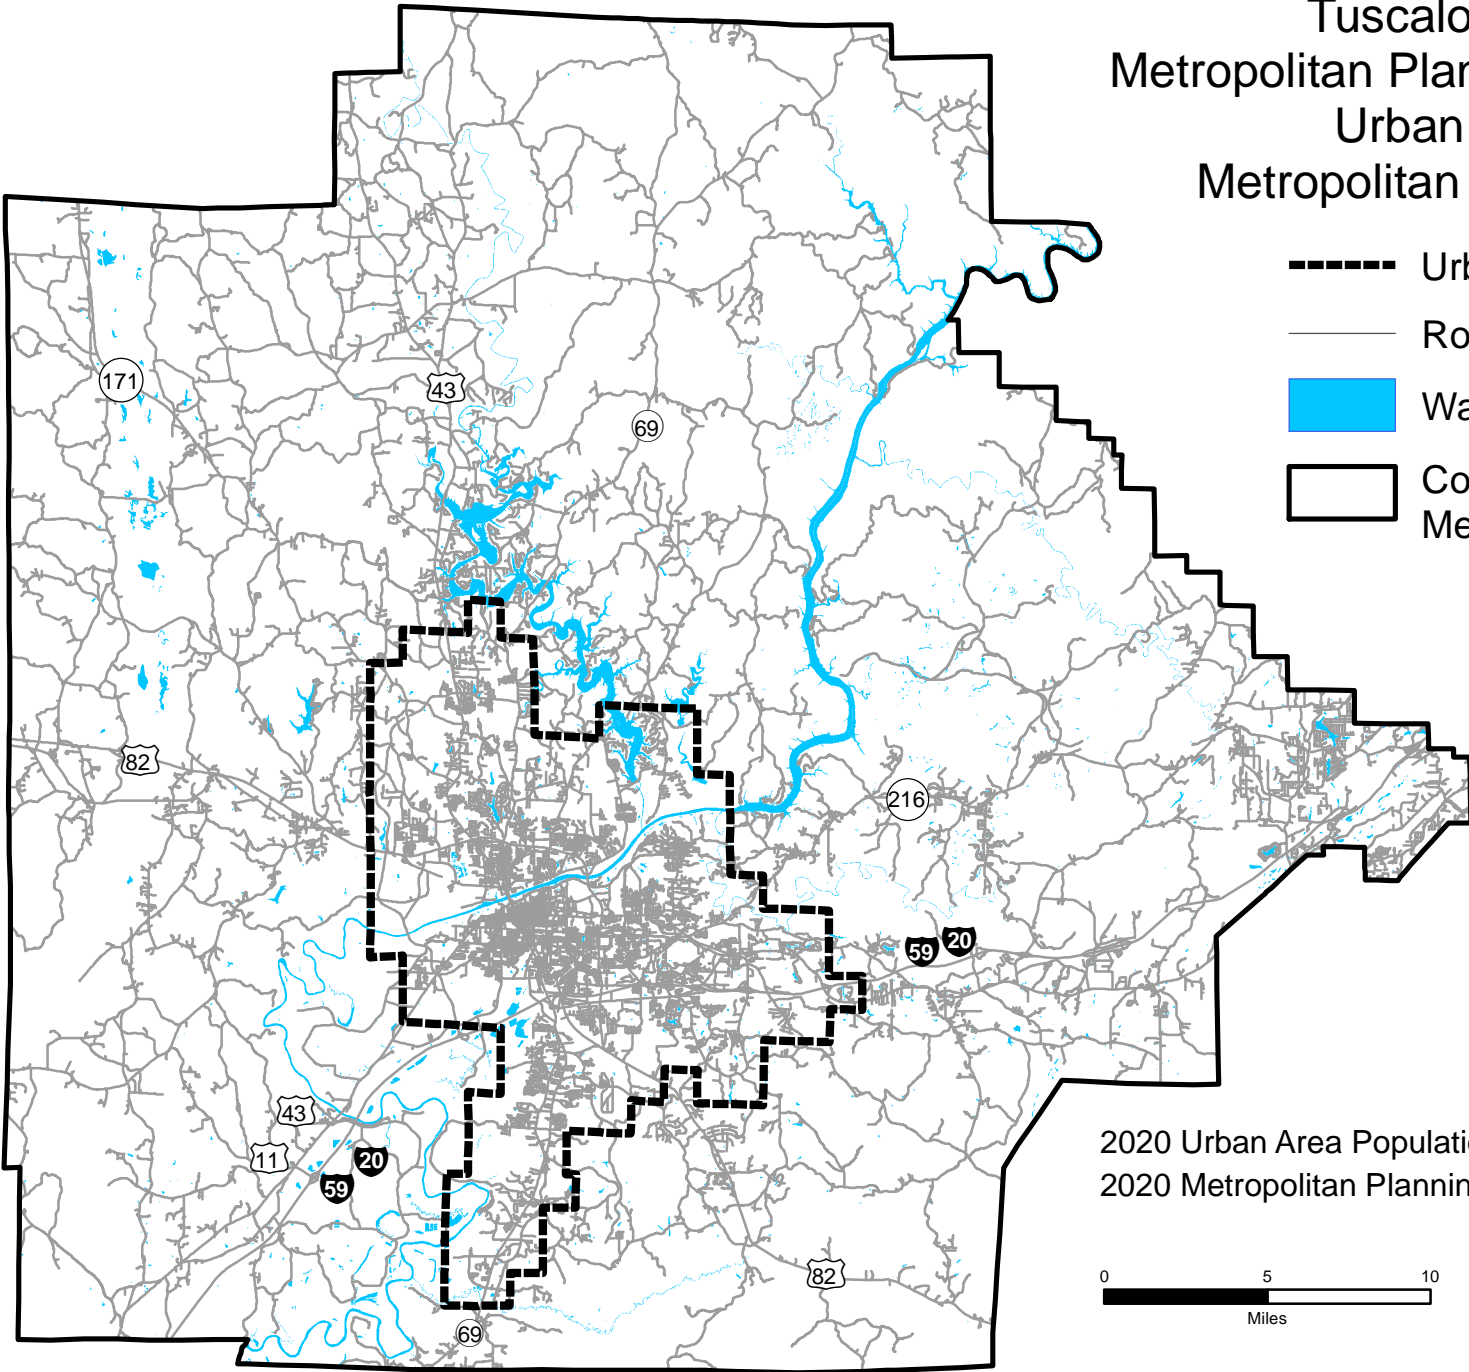 Tuscalo
Metropolitan Plan
Urban
Metropolitan
Urb
Ro
Wa
Co
Me
171
43
69
82
216
59 20
43
11
20
59
82
69
2020 Urban Area Populati
2020 Metropolitan Plannin
0 5 10
Miles